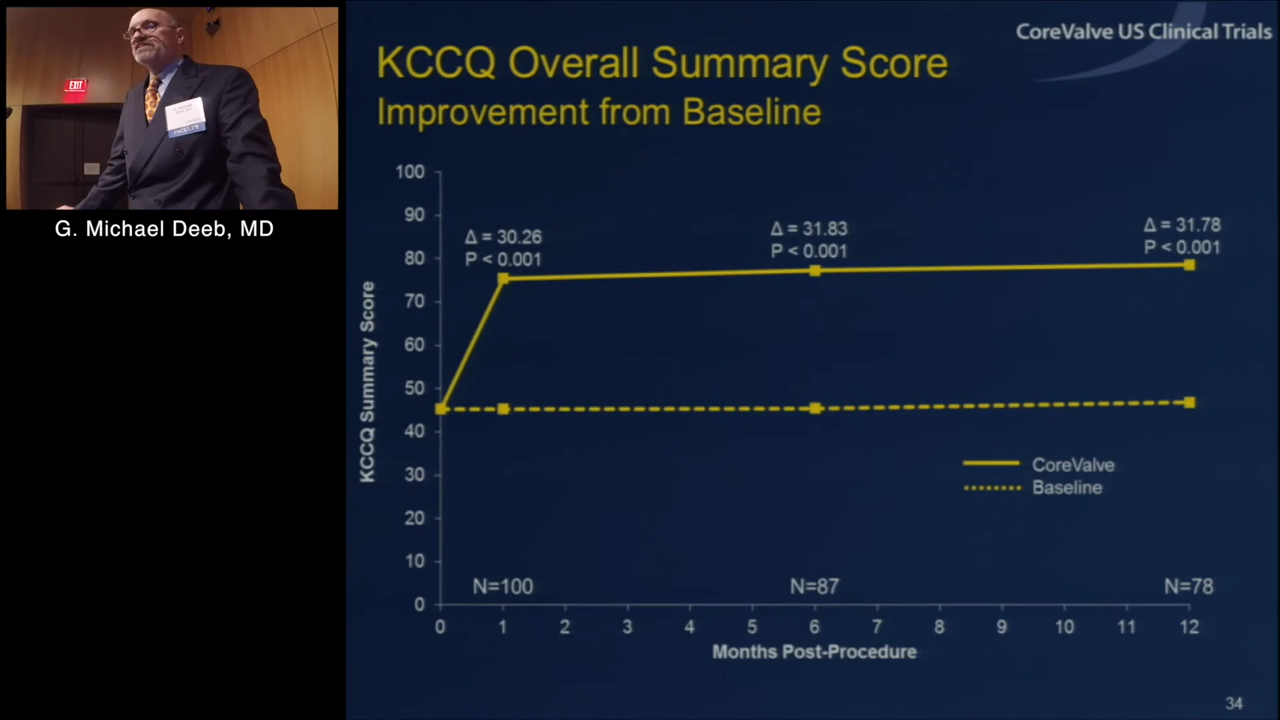 EXIT
FACULTY
G. Michael Deeb, MD
CoreValve US Clinical Trials
KCCQ Overall Summary Score
Improvement from Baseline
KCCQ Summary Score
100
90
80
70
60
50
40
30
20
10
0
Δ = 30.26
P < 0.001
Δ = 31.83
P < 0.001
Δ = 31.78
P < 0.001
CoreValve
Baseline
N=100
N=87
N=78
0 1 2 3 4 5 6 7 8 9 10 11 12
Months Post-Procedure
34